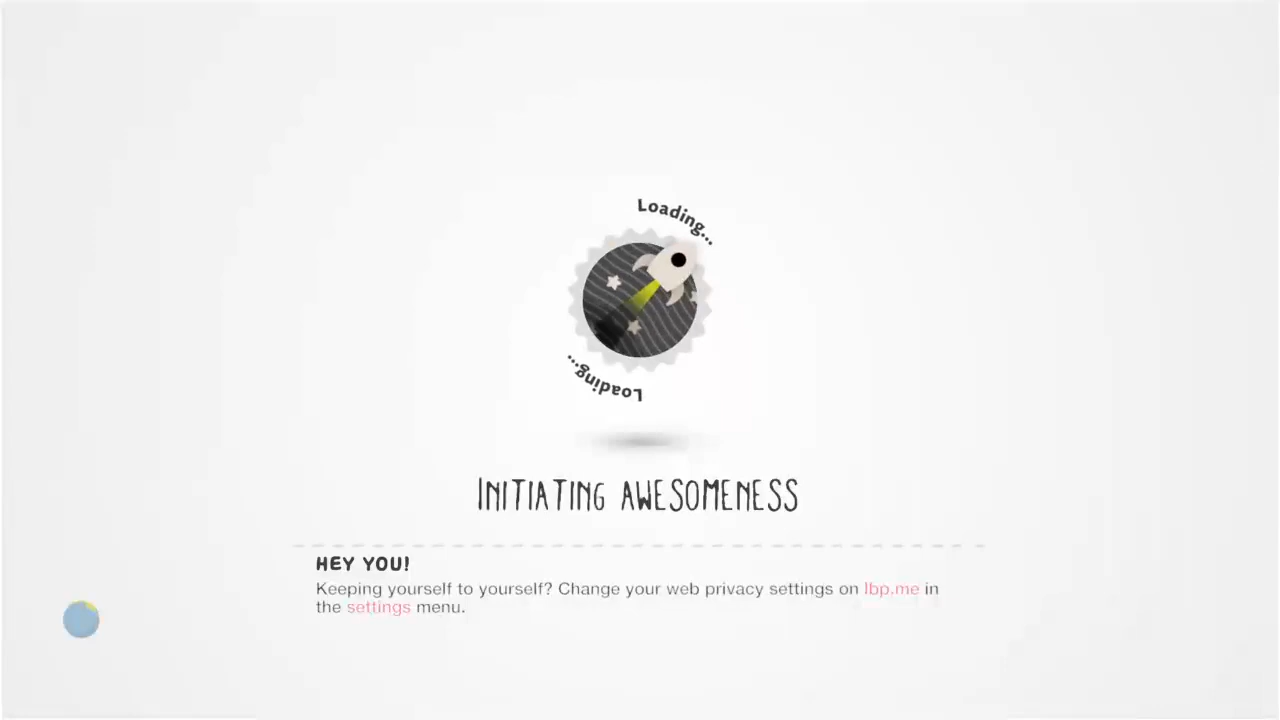 Loading...
Loading...
INITIATING AWESOMENESS
HEY YOU!
Keeping yourself to yourself? Change your web privacy settings on lbp.me in
the settings menu.